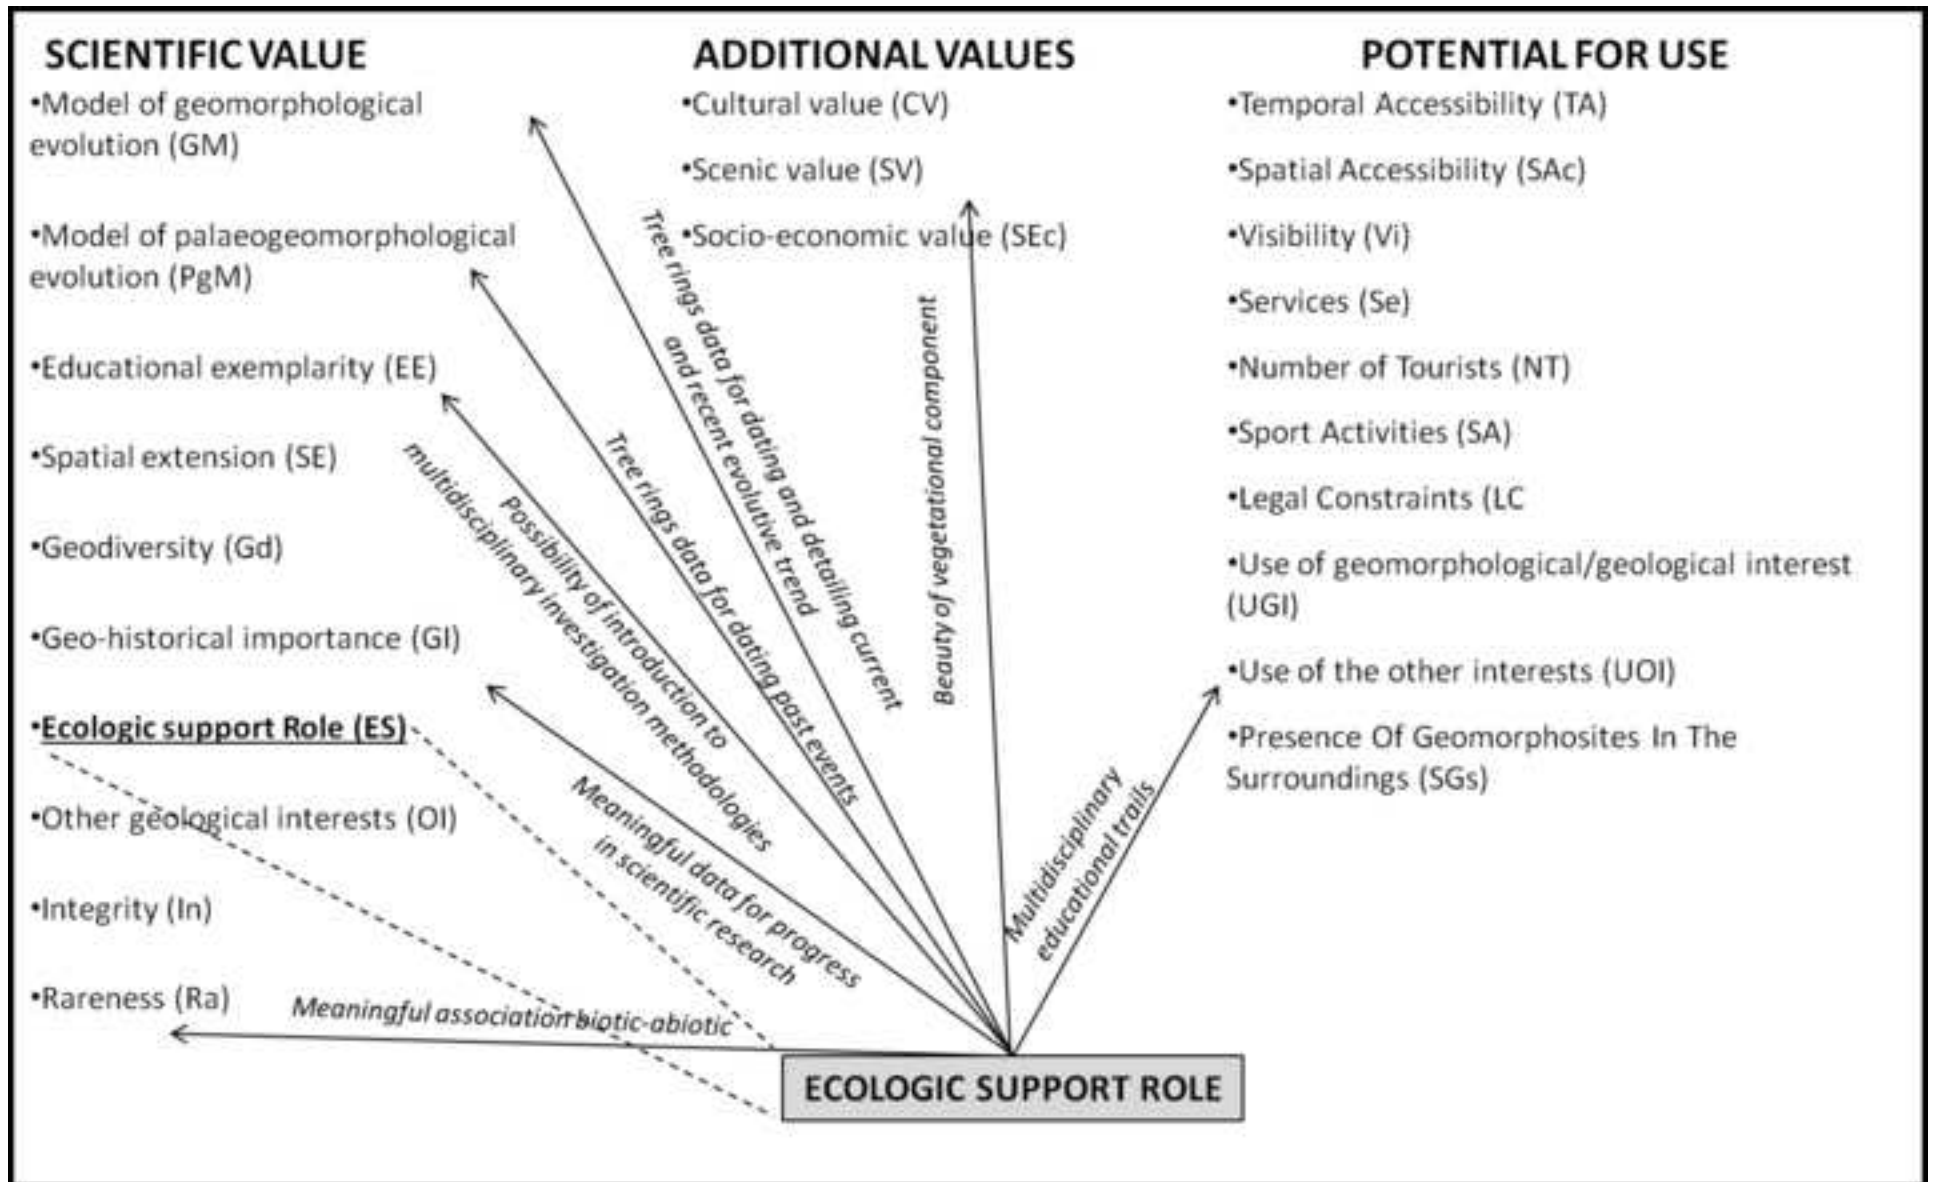 SCIENTIFIC VALUE
•Model of geomorphological
evolution (GM)
•Model of palaeogeomorphological
evolution (PgM)
•Educational exemplarity (EE)
•Spatial extension (SE)
•Geodiversity (Gd)
•Geo-historical importance (GI)
•Ecologic support Role (ES)
•Other geological interests (OI)
•Integrity (In)
•Rareness (Ra)
ADDITIONAL VALUES
•Cultural value (CV)
•Scenic value (SV)
•Socio-economic value (SEc)
POTENTIAL FOR USE
•Temporal Accessibility (TA)
•Spatial Accessibility (SAc)
•Visibility (Vi)
•Services (Se)
•Number of Tourists (NT)
•Sport Activities (SA)
•Legal Constraints (LC
•Use of geomorphological/geological interest
(UGI)
•Use of the other interests (UOI)
•Presence Of Geomorphosites In The
Surroundings (SGs)
Tree rings data for dating and detailing current
and recent evolutive trend
Tree rings data for dating past events
Possibility of introduction to
multidisciplinary investigation methodologies
Meaningful data for progress
in scientific research
Meaningful association biotic-abiotic
Beauty of vegetational component
Multidisciplinary
educational trails
ECOLOGIC SUPPORT ROLE